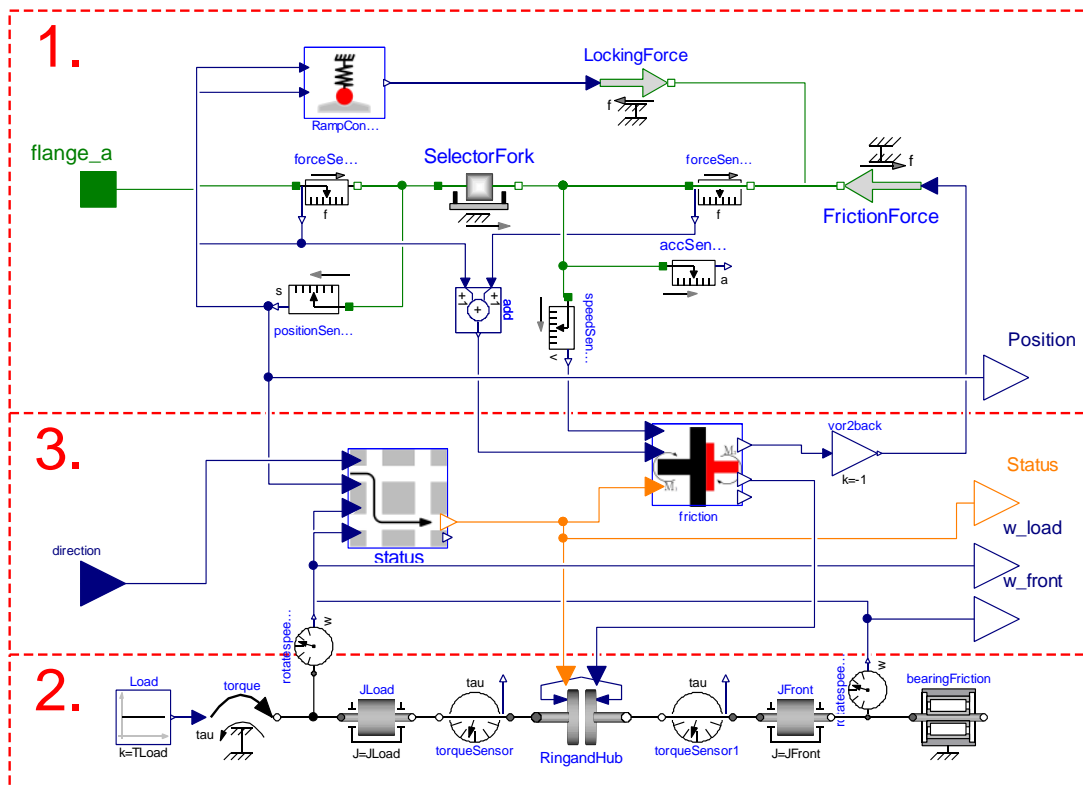 1.
LockingForce
f
RampCon...
flange_a
forceSe...
SelectorFork
forceSen...
f
f
f
FrictionForce
accSen...
a
s
positionSen...
+1
+1
+
add
speedSen...
v
Position
3.
vor2back
k=-1
M
M
friction
Status
status
w_load
direction
w_front
rotatespee...
w
2.
Load
k=TLoad
torque
tau
JLoad
J=JLoad
tau
torqueSensor
RingandHub
tau
torqueSensor1
JFront
J=JFront
rotatespee...
w
bearingFriction